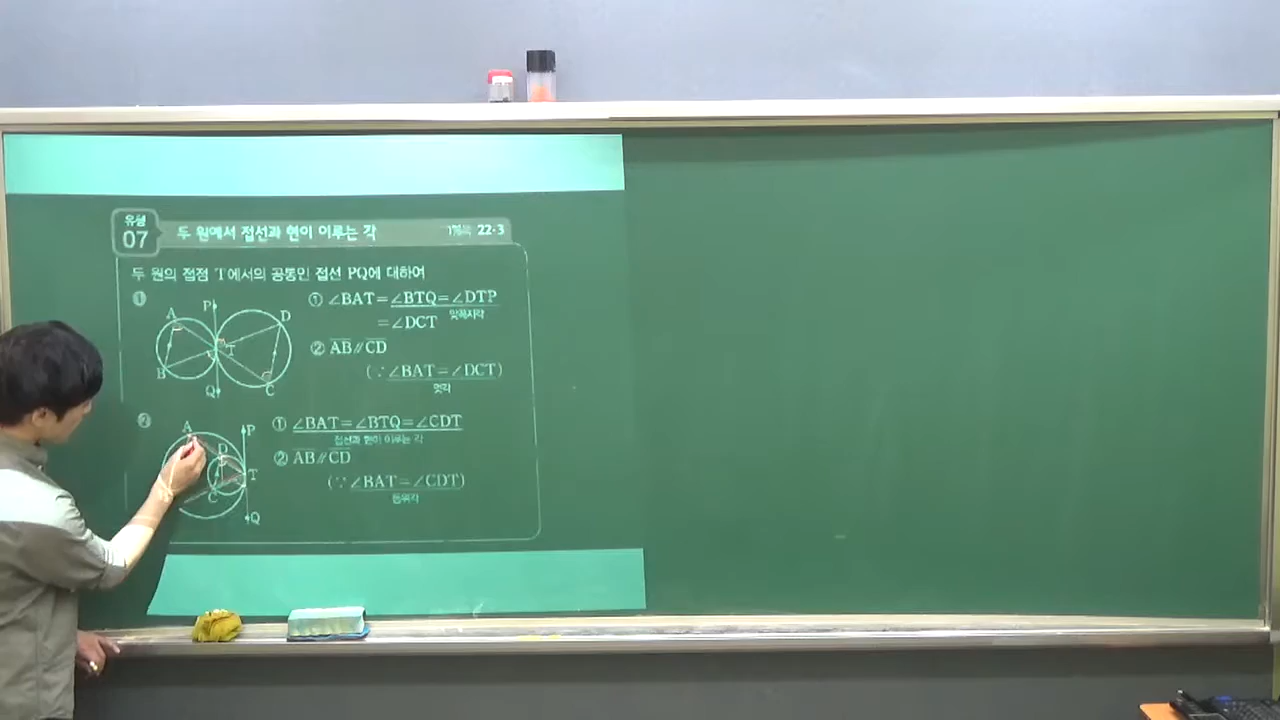 유형
07
두 원에서 접선과 현이 이루는 각
22-3
두 원의 접점 T에서의 공통인 접선 PQ에 대하여
❶
A
P
D
T
B
Q
C
① ∠BAT=∠BTQ=∠DTP
맞꼭지각
=∠DCT
② AB∥CD
(∵ ∠BAT=∠DCT)
엇각
❷
A
P
D
T
C
Q
① ∠BAT=∠BTQ=∠CDT
접선과 현이 이루는 각
② AB∥CD
(∵ ∠BAT=∠CDT)
동위각